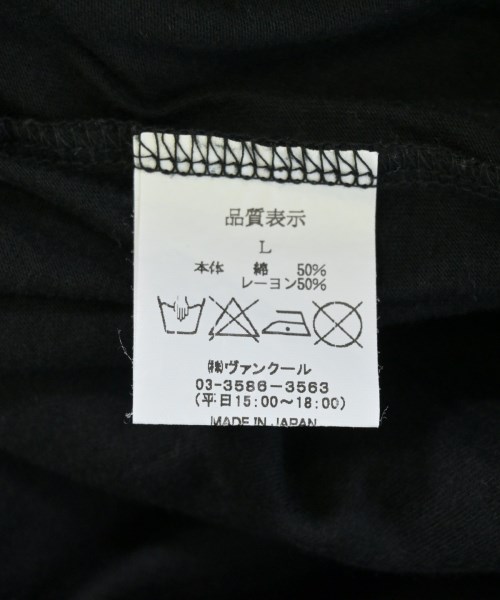 品質表示
L
本体 綿 50%
レーヨン50%
㈱ヴァンクール
03-3586-3563
(平日15:00〜18:00)
MADE IN JAPAN